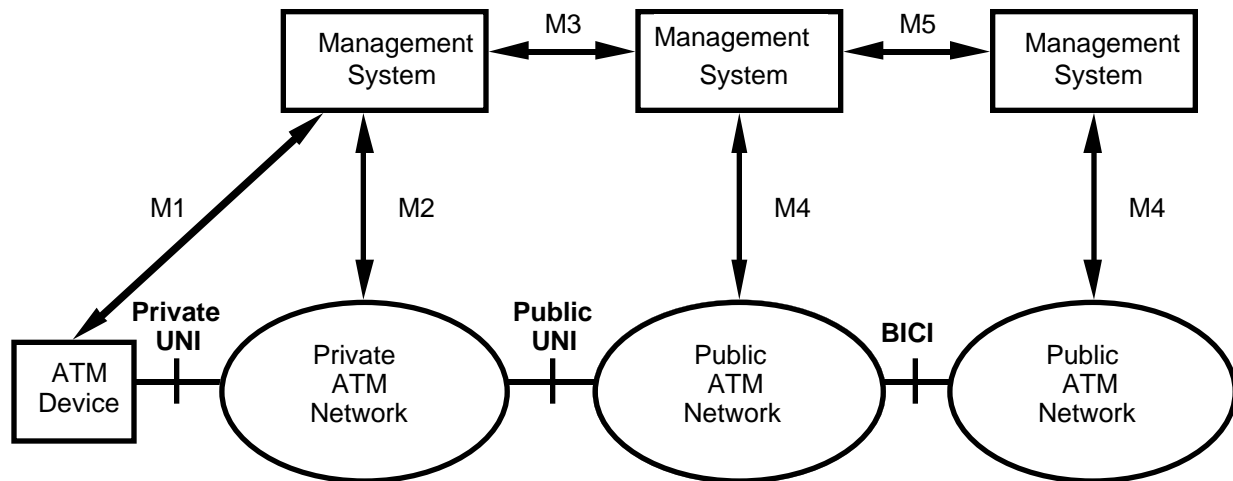 Management
System
M3
Management
System
M5
Management
System
M1
M2
M4
M4
Private
UNI
Public
UNI
BICI
ATM
Device
Private
ATM
Network
Public
ATM
Network
Public
ATM
Network